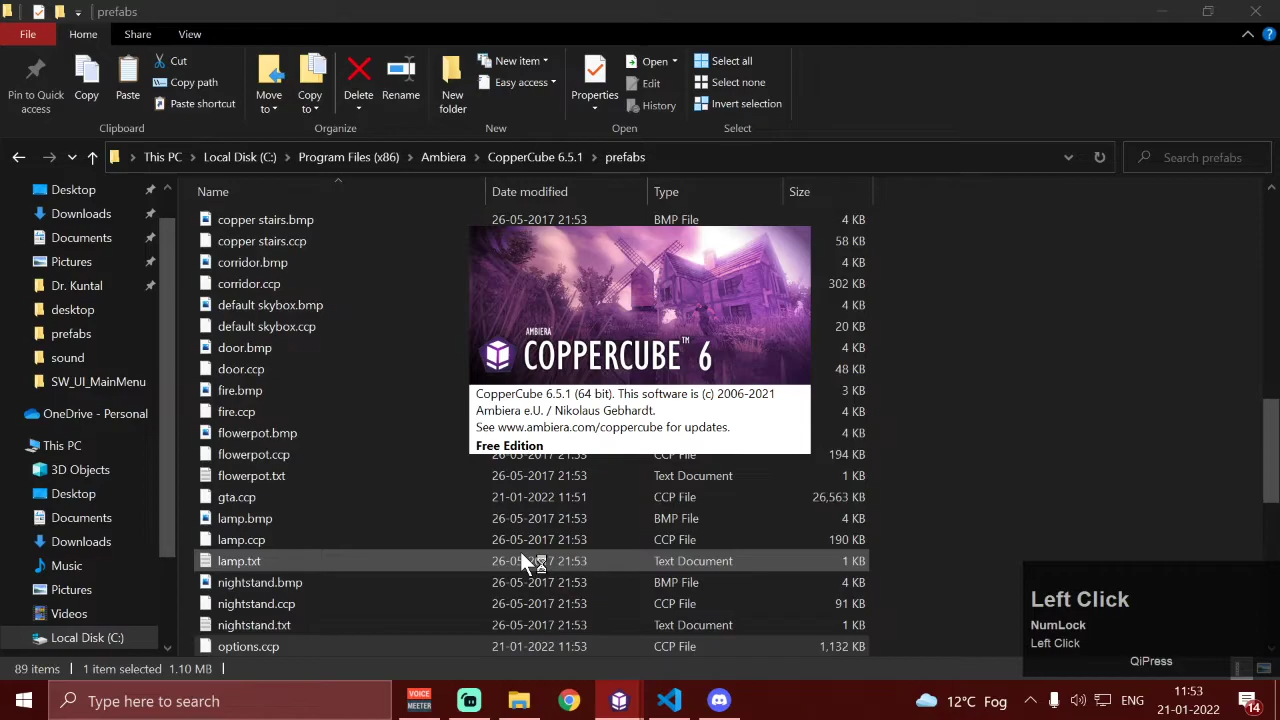 prefabs
File Home Share View
Pin to Quick access
Copy
Paste
Cut
Copy path
Paste shortcut
Clipboard
Move to
Copy to
Delete
Rename
Organize
New folder
New item
Easy access
New
Properties
Open
Edit
History
Open
Select all
Select none
Invert selection
Select
This PC Local Disk (C:) Program Files (x86) Ambiera CopperCube 6.5.1 prefabs
Search prefabs
Desktop
Downloads
Documents
Pictures
Dr. Kuntal
desktop
prefabs
sound
SW_UI_MainMenu
OneDrive - Personal
This PC
3D Objects
Desktop
Documents
Downloads
Music
Pictures
Videos
Local Disk (C:)
Name Date modified Type Size
copper stairs.bmp 26-05-2017 21:53 BMP File 4 KB
copper stairs.ccp 58 KB
corridor.bmp 4 KB
corridor.ccp 302 KB
default skybox.bmp 4 KB
default skybox.ccp 20 KB
door.bmp 4 KB
door.ccp 48 KB
fire.bmp 3 KB
fire.ccp 4 KB
flowerpot.bmp 4 KB
flowerpot.ccp 26-05-2017 21:53 CCP File 194 KB
flowerpot.txt 26-05-2017 21:53 Text Document 1 KB
gta.ccp 21-01-2022 11:51 CCP File 26,563 KB
lamp.bmp 26-05-2017 21:53 BMP File 4 KB
lamp.ccp 26-05-2017 21:53 CCP File 190 KB
lamp.txt 26-05-2017 21:53 Text Document 1 KB
nightstand.bmp 26-05-2017 21:53 BMP File 4 KB
nightstand.ccp 26-05-2017 21:53 CCP File 91 KB
nightstand.txt 26-05-2017 21:53 Text Document 1 KB
options.ccp 21-01-2022 11:53 CCP File 1,132 KB
AMBIERA
COPPERCUBE™ 6
CopperCube 6.5.1 (64 bit). This software is (c) 2006-2021
Ambiera e.U. / Nikolaus Gebhardt.
See www.ambiera.com/coppercube for updates.
Free Edition
Left Click
NumLock
Left Click
QiPress
89 items 1 item selected 1.10 MB
Type here to search
VOICE MEETER
12°C Fog
ENG
11:53
21-01-2022
14